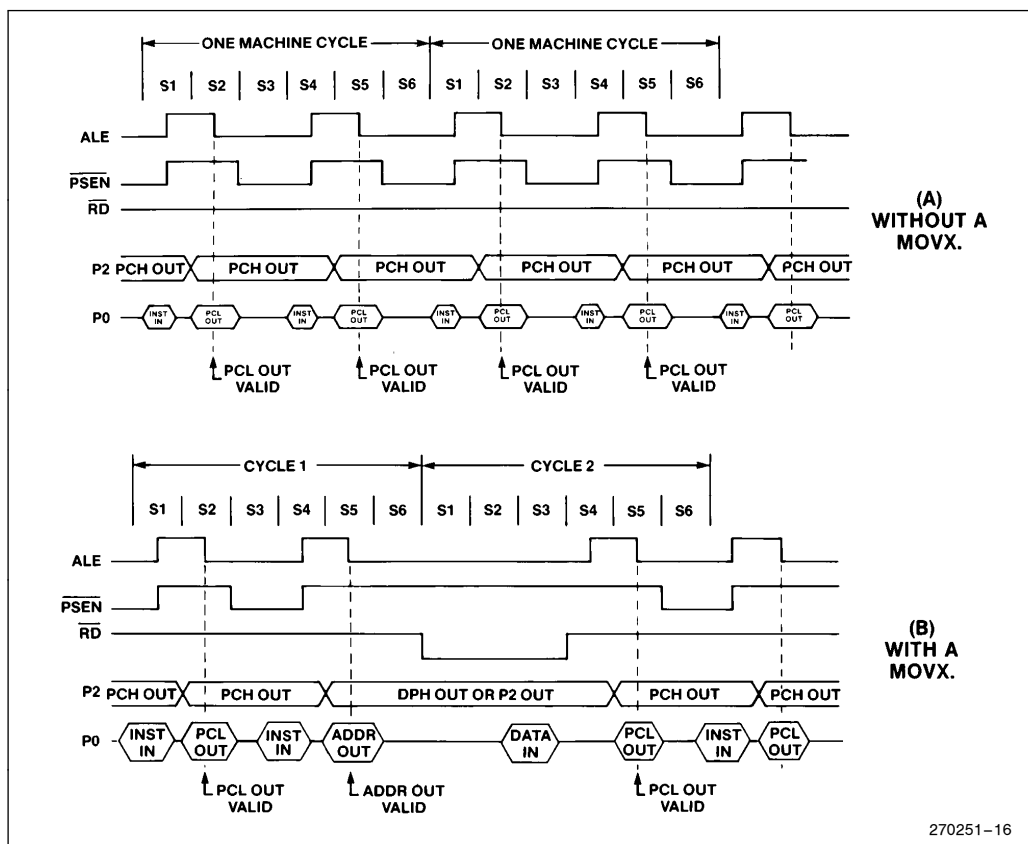 ONE MACHINE CYCLE ONE MACHINE CYCLE
S1 S2 S3 S4 S5 S6 S1 S2 S3 S4 S5 S6
ALE
PSEN
RD
(A)
WITHOUT A
MOVX.
P2 PCH OUT PCH OUT PCH OUT PCH OUT PCH OUT PCH OUT
P0 INST IN PCL OUT INST IN PCL OUT INST IN PCL OUT INST IN PCL OUT INST IN PCL OUT
PCL OUT VALID PCL OUT VALID PCL OUT VALID PCL OUT VALID
CYCLE 1 CYCLE 2
S1 S2 S3 S4 S5 S6 S1 S2 S3 S4 S5 S6
ALE
PSEN
RD
(B)
WITH A
MOVX.
P2 PCH OUT PCH OUT DPH OUT OR P2 OUT PCH OUT PCH OUT
P0 INST IN PCL OUT INST IN ADDR OUT DATA IN PCL OUT INST IN PCL OUT
PCL OUT VALID ADDR OUT VALID PCL OUT VALID
270251–16